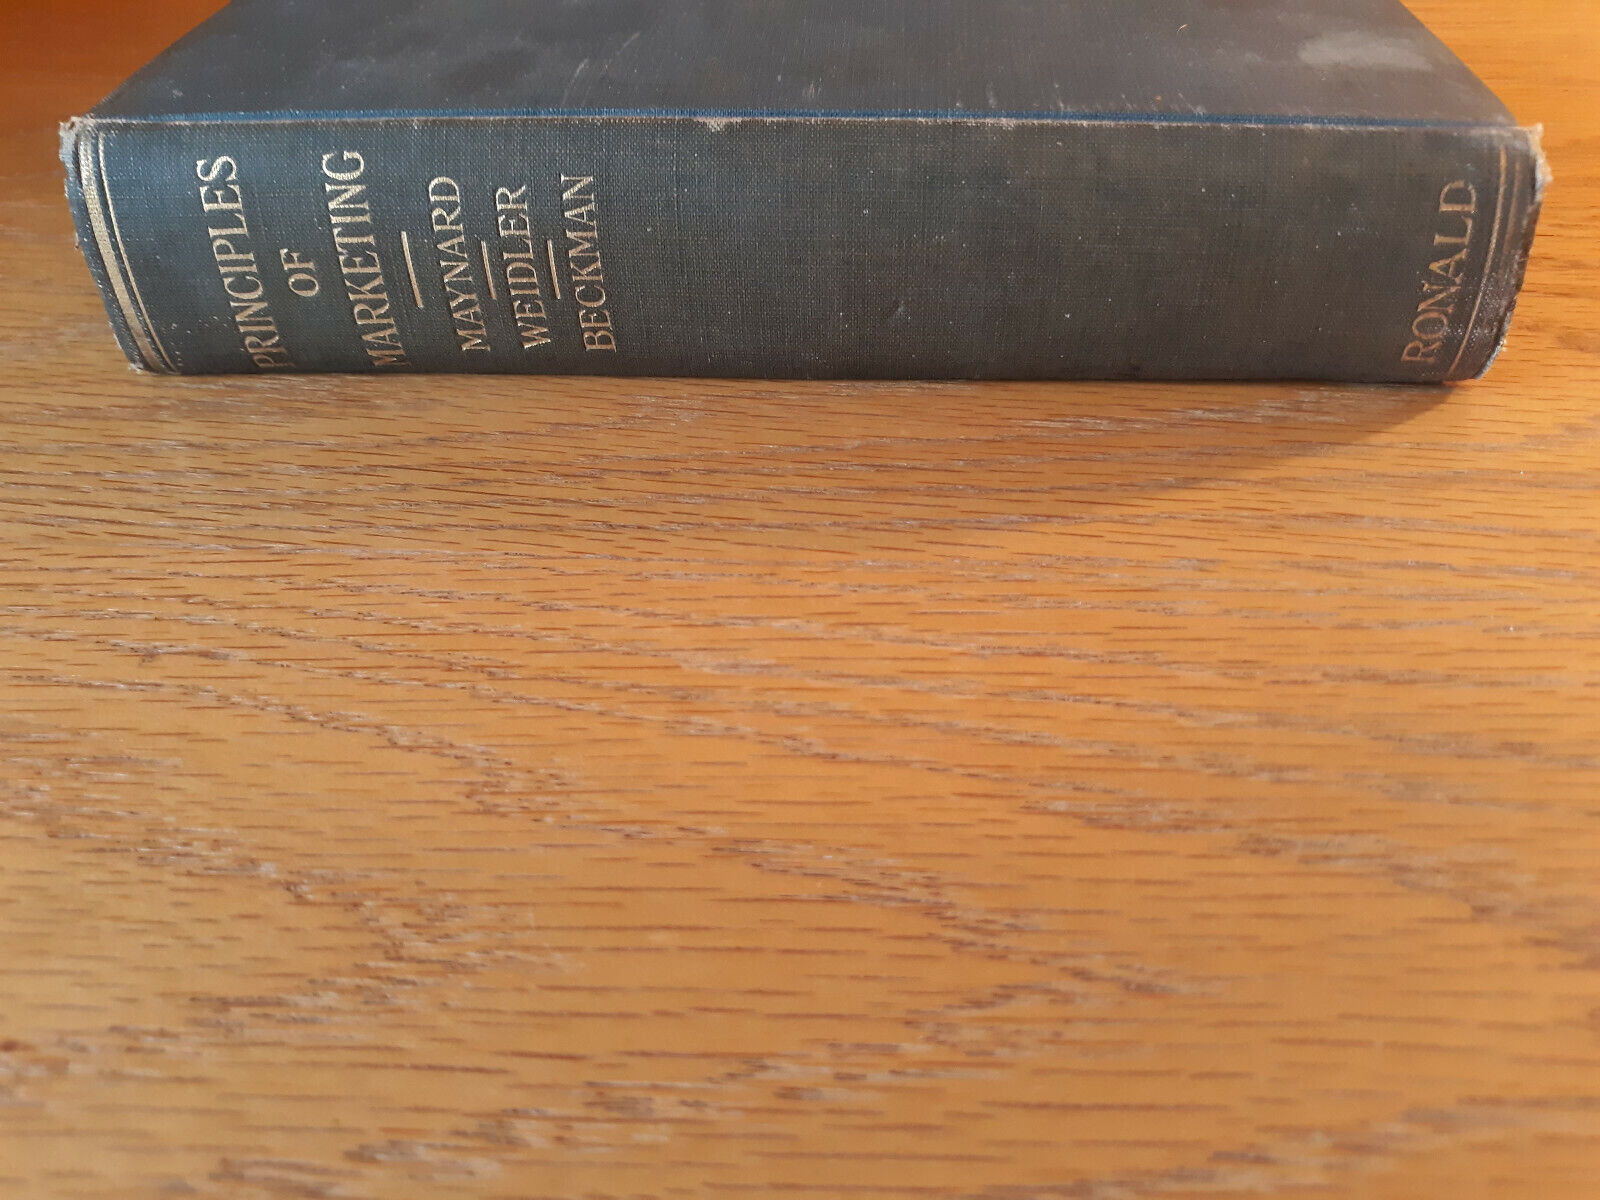 PRINCIPLES
OF
MARKETING
MAYNARD
WEIDLER
BECKMAN
RONALD